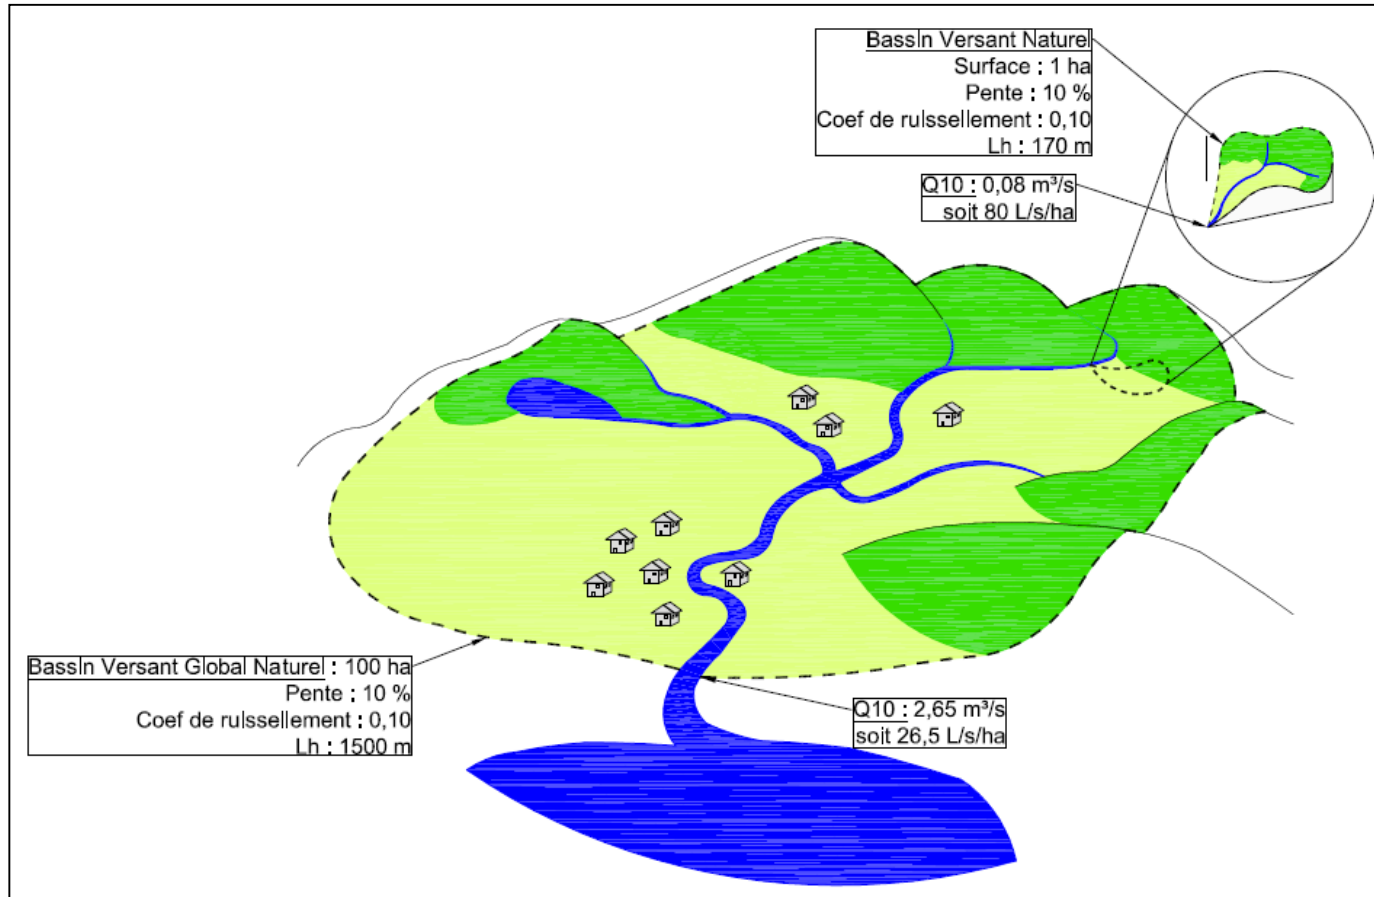 Bassin Versant Naturel
Surface : 1 ha
Pente : 10 %
Coef de ruissellement : 0,10
Lh : 170 m
Q10 : 0,08 m³/s
soit 80 L/s/ha
Bassin Versant Global Naturel : 100 ha
Pente : 10 %
Coef de ruissellement : 0,10
Lh : 1500 m
Q10 : 2,65 m³/s
soit 26,5 L/s/ha